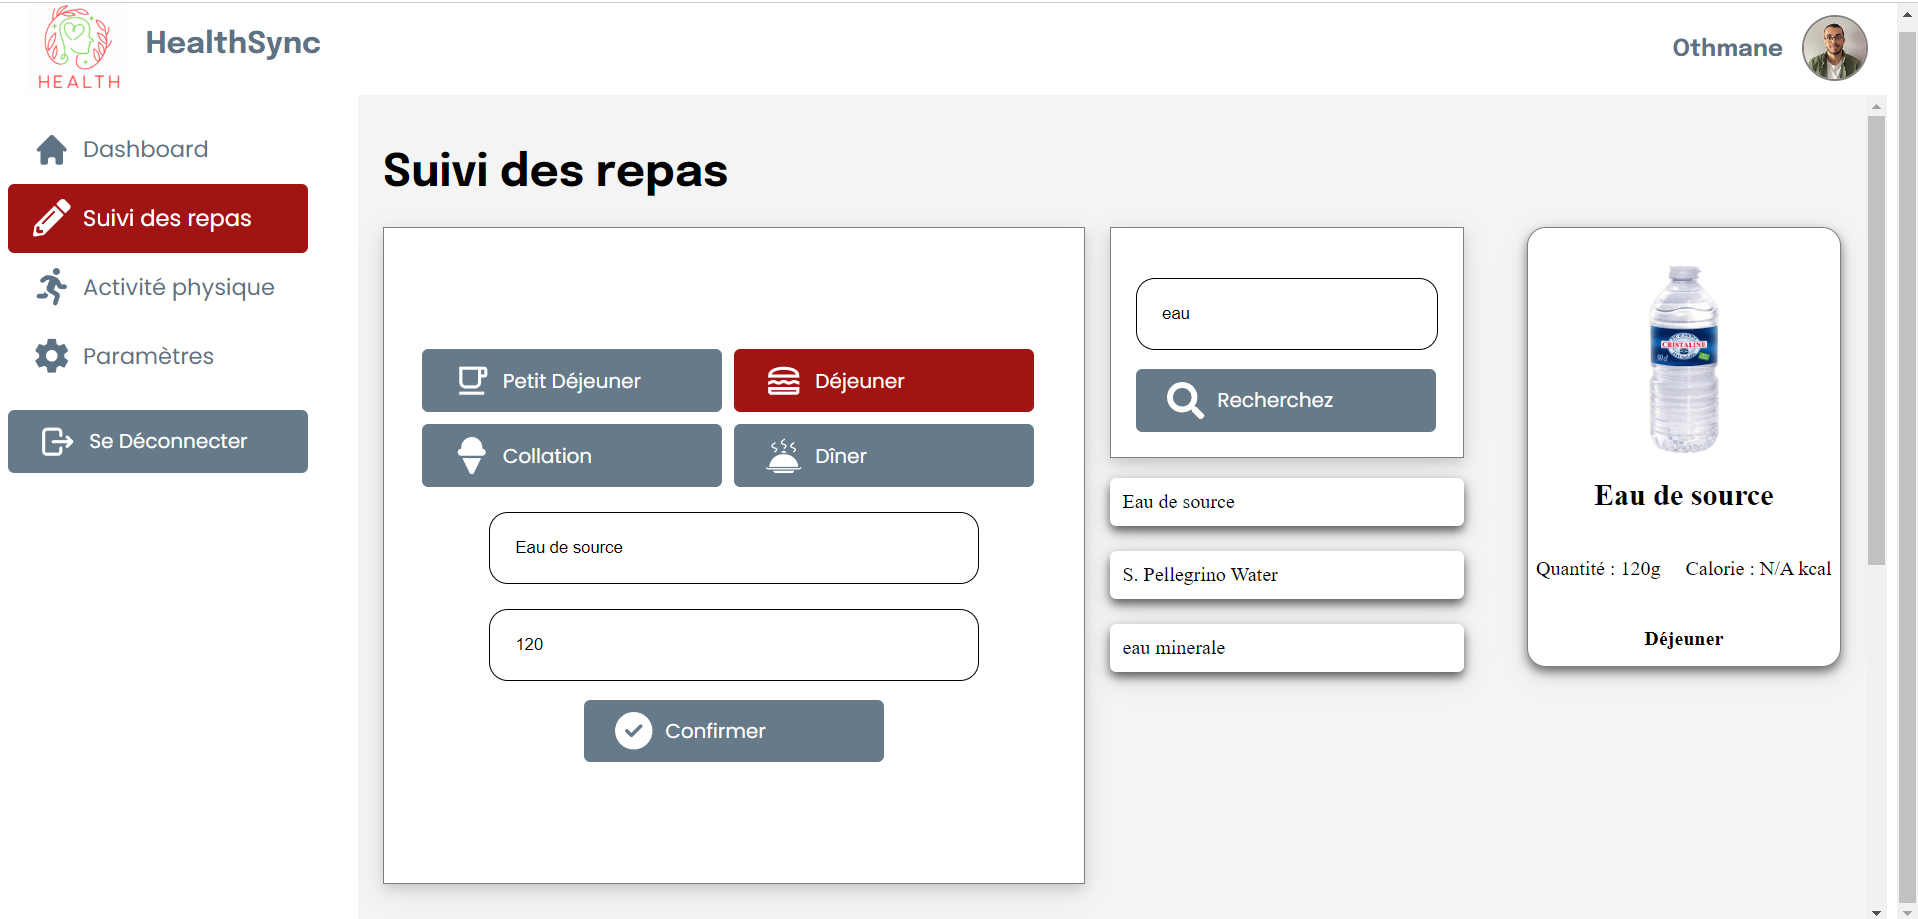 HEALTH
HealthSync
Othmane
Dashboard
Suivi des repas
Activité physique
Paramètres
Se Déconnecter
Suivi des repas
Petit Déjeuner
Déjeuner
Collation
Dîner
Eau de source
120
Confirmer
eau
Recherchez
Eau de source
S. Pellegrino Water
eau minerale
CRISTALINE
Eau de source
Quantité : 120g Calorie : N/A kcal
Déjeuner